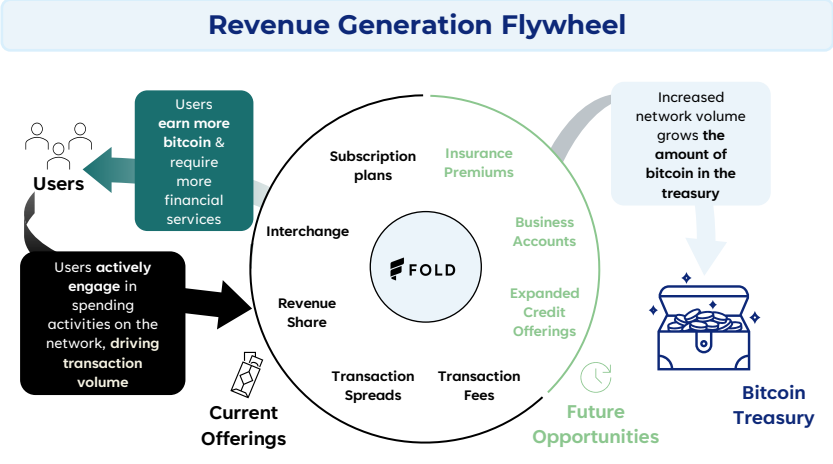 Revenue Generation Flywheel
Users
earn more
bitcoin &
require
more
financial
services
Users
Users actively
engage in
spending
activities on the
network, driving
transaction
volume
Subscription
plans
Interchange
Revenue
Share
Transaction
Spreads
Transaction
Fees
Current
Offerings
FOLD
Insurance
Premiums
Business
Accounts
Expanded
Credit
Offerings
Future
Opportunities
Increased
network volume
grows the
amount of
bitcoin in the
treasury
Bitcoin
Treasury